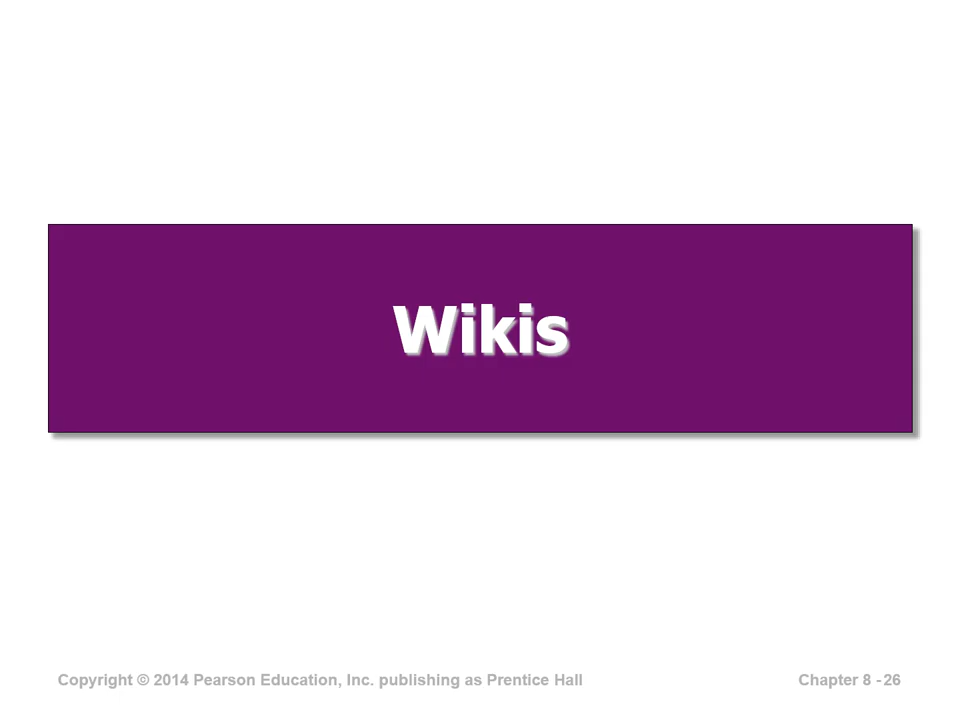 Wikis
Copyright © 2014 Pearson Education, Inc. publishing as Prentice Hall
Chapter 8 - 26